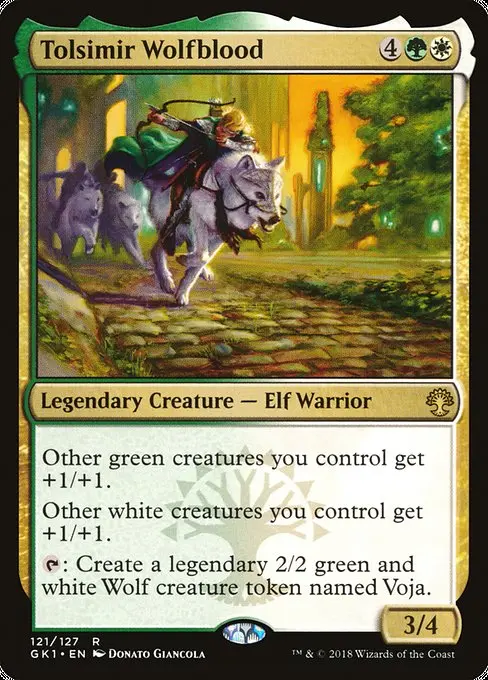 Tolsimir Wolfblood 4
Legendary Creature — Elf Warrior
Other green creatures you control get
+1/+1.
Other white creatures you control get
+1/+1.
: Create a legendary 2/2 green and
white Wolf creature token named Voja.
3/4
121/127 R
GK1 • EN Donato Giancola
™ & © 2018 Wizards of the Coast